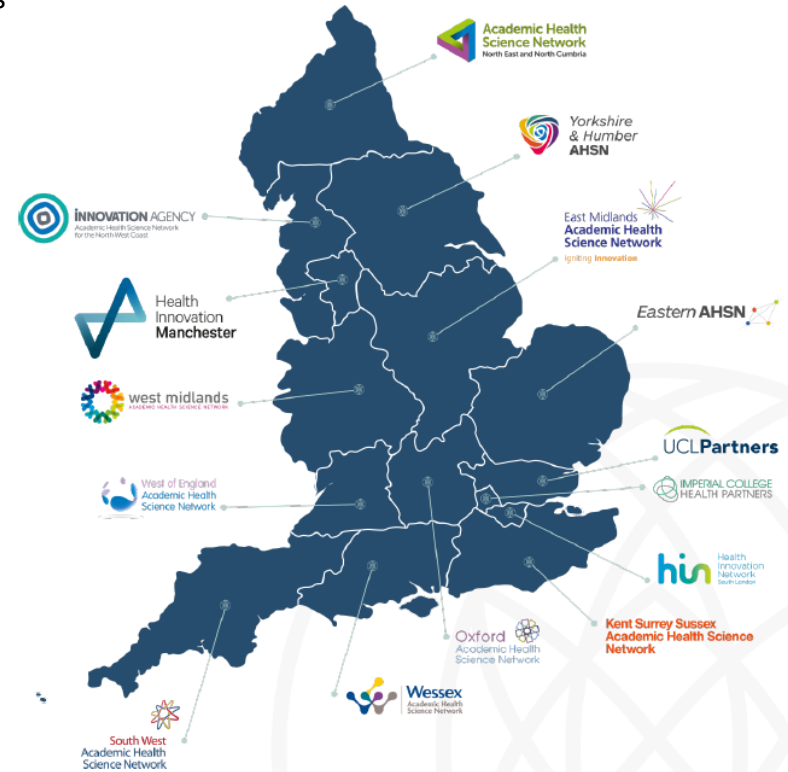 Academic Health
Science Network
North East and North Cumbria
Yorkshire
& Humber
AHSN
INNOVATION AGENCY
Academic Health Science Network
for the North West Coast
East Midlands
Academic Health
Science Network
Igniting Innovation
Health
Innovation
Manchester
Eastern AHSN
west midlands
ACADEMIC HEALTH SCIENCE NETWORK
UCLPartners
West of England
Academic Health
Science Network
IMPERIAL COLLEGE
HEALTH PARTNERS
hin
Health
Innovation
Network
South London
Kent Surrey Sussex
Academic Health Science
Network
Oxford
Academic Health
Science Network
Wessex
Academic Health
Science Network
South West
Academic Health
Science Network